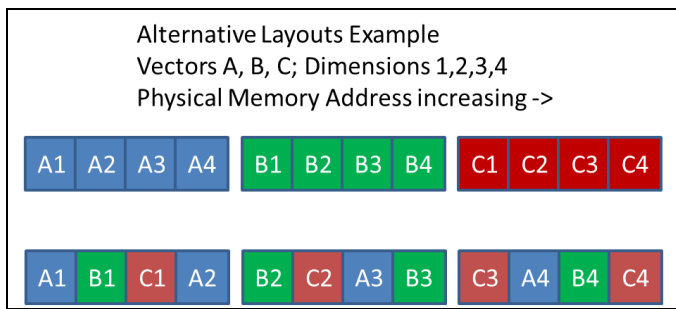 Alternative Layouts Example
Vectors A, B, C; Dimensions 1,2,3,4
Physical Memory Address increasing ->
A1 A2 A3 A4 B1 B2 B3 B4 C1 C2 C3 C4
A1 B1 C1 A2 B2 C2 A3 B3 C3 A4 B4 C4